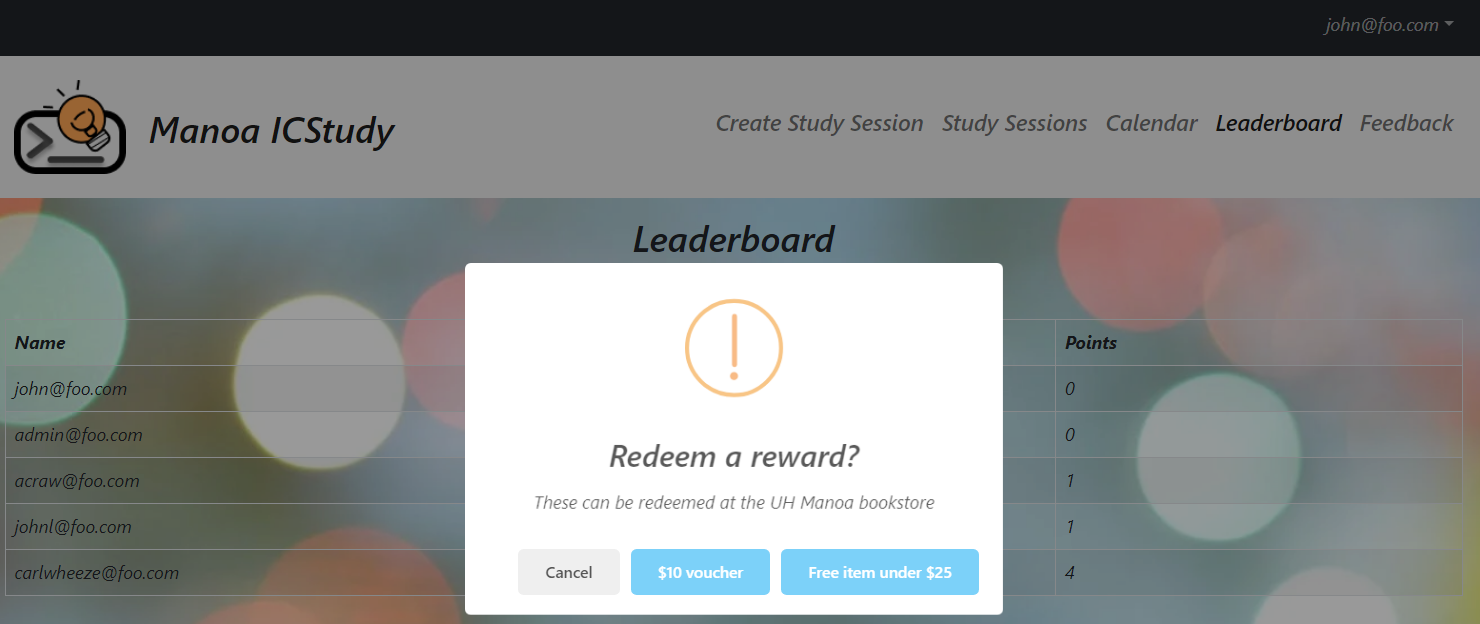 john@foo.com
Manoa ICStudy
Create Study Session Study Sessions Calendar Leaderboard Feedback
Leaderboard
Name Points
john@foo.com 0
admin@foo.com 0
acraw@foo.com 1
johnl@foo.com 1
carlwheeze@foo.com 4
Redeem a reward?
These can be redeemed at the UH Manoa bookstore
Cancel $10 voucher Free item under $25